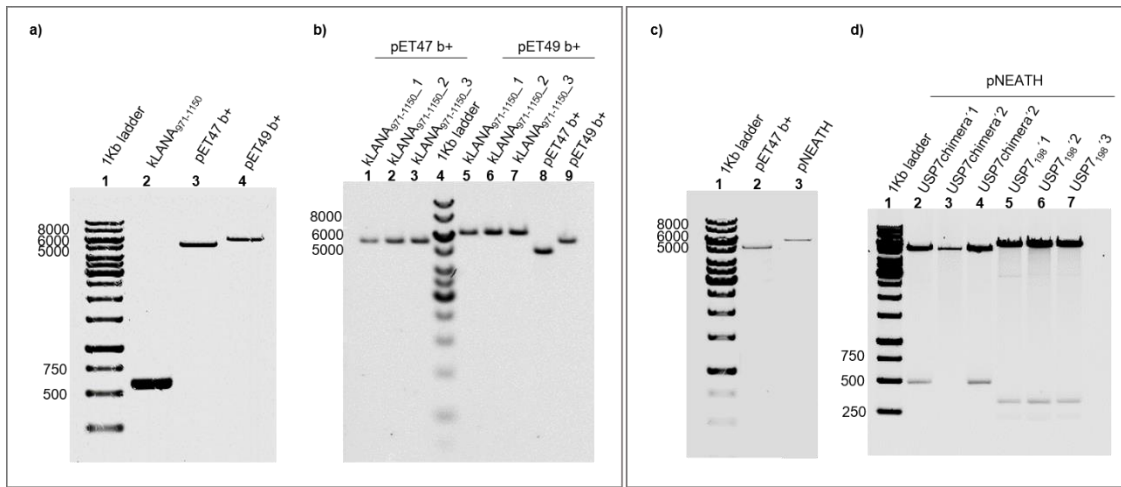 a)
1Kb ladder
kLANA971-1150
pET47 b+
pET49 b+
1 2 3 4
8000
6000
5000
750
500
b)
pET47 b+ pET49 b+
kLANA971-1150_1
kLANA971-1150_2
kLANA971-1150_3
1Kb ladder
kLANA971-1150_1
kLANA971-1150_2
kLANA971-1150_3
pET47 b+
pET49 b+
1 2 3 4 5 6 7 8 9
8000
6000
5000
c)
1Kb ladder
pET47 b+
pNEATH
1 2 3
8000
6000
5000
d)
pNEATH
1Kb ladder
USP7chimera´1
USP7chimera´2
USP7chimera´2
USP7198´1
USP7198´2
USP7198´3
1 2 3 4 5 6 7
750
500
250